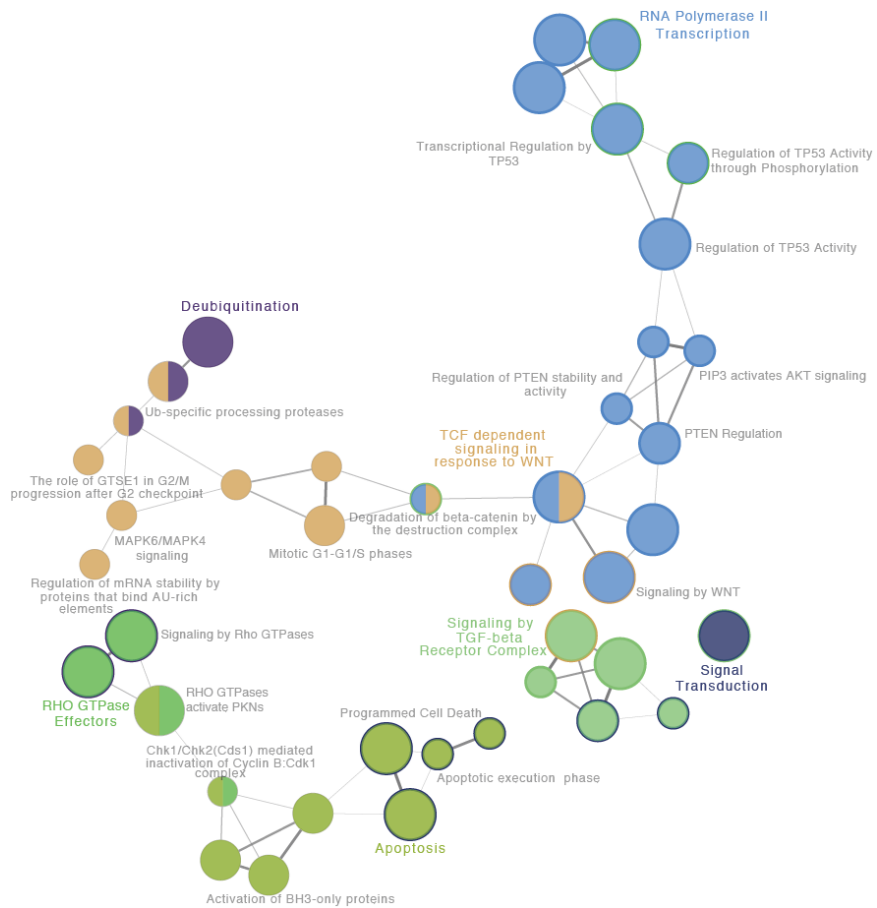 RNA Polymerase II
Transcription
Transcriptional Regulation by
TP53
Regulation of TP53 Activity
through Phosphorylation
Regulation of TP53 Activity
Deubiquitination
Regulation of PTEN stability and
activity
PIP3 activates AKT signaling
Ub-specific processing proteases
TCF dependent
signaling in
response to WNT
PTEN Regulation
The role of GTSE1 in G2/M
progression after G2 checkpoint
Degradation of beta-catenin by
the destruction complex
MAPK6/MAPK4
signaling
Mitotic G1-G1/S phases
Regulation of mRNA stability by
proteins that bind AU-rich
elements
Signaling by WNT
Signaling by Rho GTPases
Signaling by
TGF-beta
Receptor Complex
Signal
Transduction
RHO GTPase
Effectors
RHO GTPases
activate PKNs
Programmed Cell Death
Chk1/Chk2(Cds1) mediated
inactivation of Cyclin B:Cdk1
complex
Apoptotic execution phase
Apoptosis
Activation of BH3-only proteins